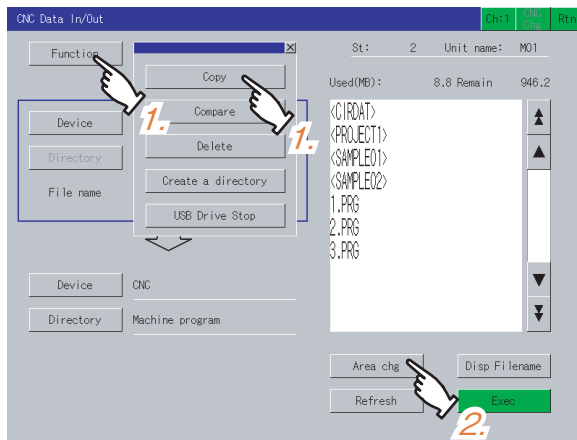 CNC Data In/Out Ch:1 CNC Chg Rtn
Function
Copy
Compare
Delete
Create a directory
USB Drive Stop
1.
1.
Device
Directory
File name
St: 2 Unit name: M01
Used(MB): 8.8 Remain 946.2
<CIRDAT>
<PROJECT1>
<SAMPLE01>
<SAMPLE02>
1.PRG
2.PRG
3.PRG
Device CNC
Directory Machine program
Area chg Disp Filename
Refresh Exec
2.